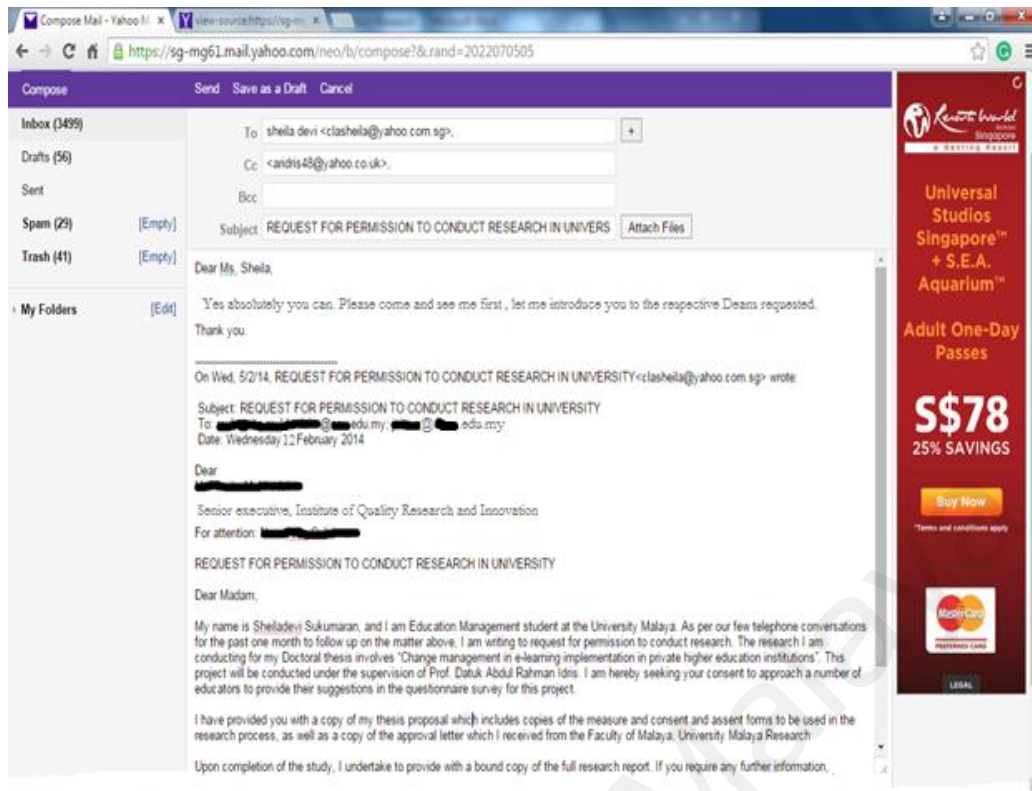 Compose Mail - Yahoo M
view-source:https://sg-m
https://sg-mg61.mail.yahoo.com/neo/b/compose?&.rand=2022070505
Compose
Send Save as a Draft Cancel
Inbox (3499)
Drafts (56)
Sent
Spam (29) [Empty]
Trash (41) [Empty]
My Folders [Edit]
To sheila devi <clasheila@yahoo.com.sg>,
+
Cc <aridris48@yahoo.co.uk>,
Bcc
Subject REQUEST FOR PERMISSION TO CONDUCT RESEARCH IN UNIVERS
Attach Files
Dear Ms, Sheila,
Yes absolutely you can. Please come and see me first , let me introduce you to the respective Deans requested.
Thank you.
On Wed, 5/2/14, REQUEST FOR PERMISSION TO CONDUCT RESEARCH IN UNIVERSITY<clasheila@yahoo.com.sg> wrote:
Subject: REQUEST FOR PERMISSION TO CONDUCT RESEARCH IN UNIVERSITY
To: @ edu.my; @ .edu.my
Date: Wednesday 12 February 2014
Dear
Senior executive, Institute of Quality Research and Innovation
For attention:
REQUEST FOR PERMISSION TO CONDUCT RESEARCH IN UNIVERSITY
Dear Madam,
My name is Sheiladevi Sukumaran, and I am Education Management student at the University Malaya. As per our few telephone conversations
for the past one month to follow up on the matter above, I am writing to request for permission to conduct research. The research I am
conducting for my Doctoral thesis involves "Change management in e-learning implementation in private higher education institutions". This
project will be conducted under the supervision of Prof. Datuk Abdul Rahman Idris. I am hereby seeking your consent to approach a number of
educators to provide their suggestions in the questionnaire survey for this project.
I have provided you with a copy of my thesis proposal which includes copies of the measure and consent and assent forms to be used in the
research process, as well as a copy of the approval letter which I received from the Faculty of Malaya, University Malaya Research
Upon completion of the study, I undertake to provide with a bound copy of the full research report. If you require any further information,
Resorts World
Singapore
a Genting Resort
Universal
Studios
Singapore™
+ S.E.A.
Aquarium™
Adult One-Day
Passes
S$78
25% SAVINGS
Buy Now
*Terms and conditions apply
MasterCard
PREFERRED CARD
LEGAL
Malaya